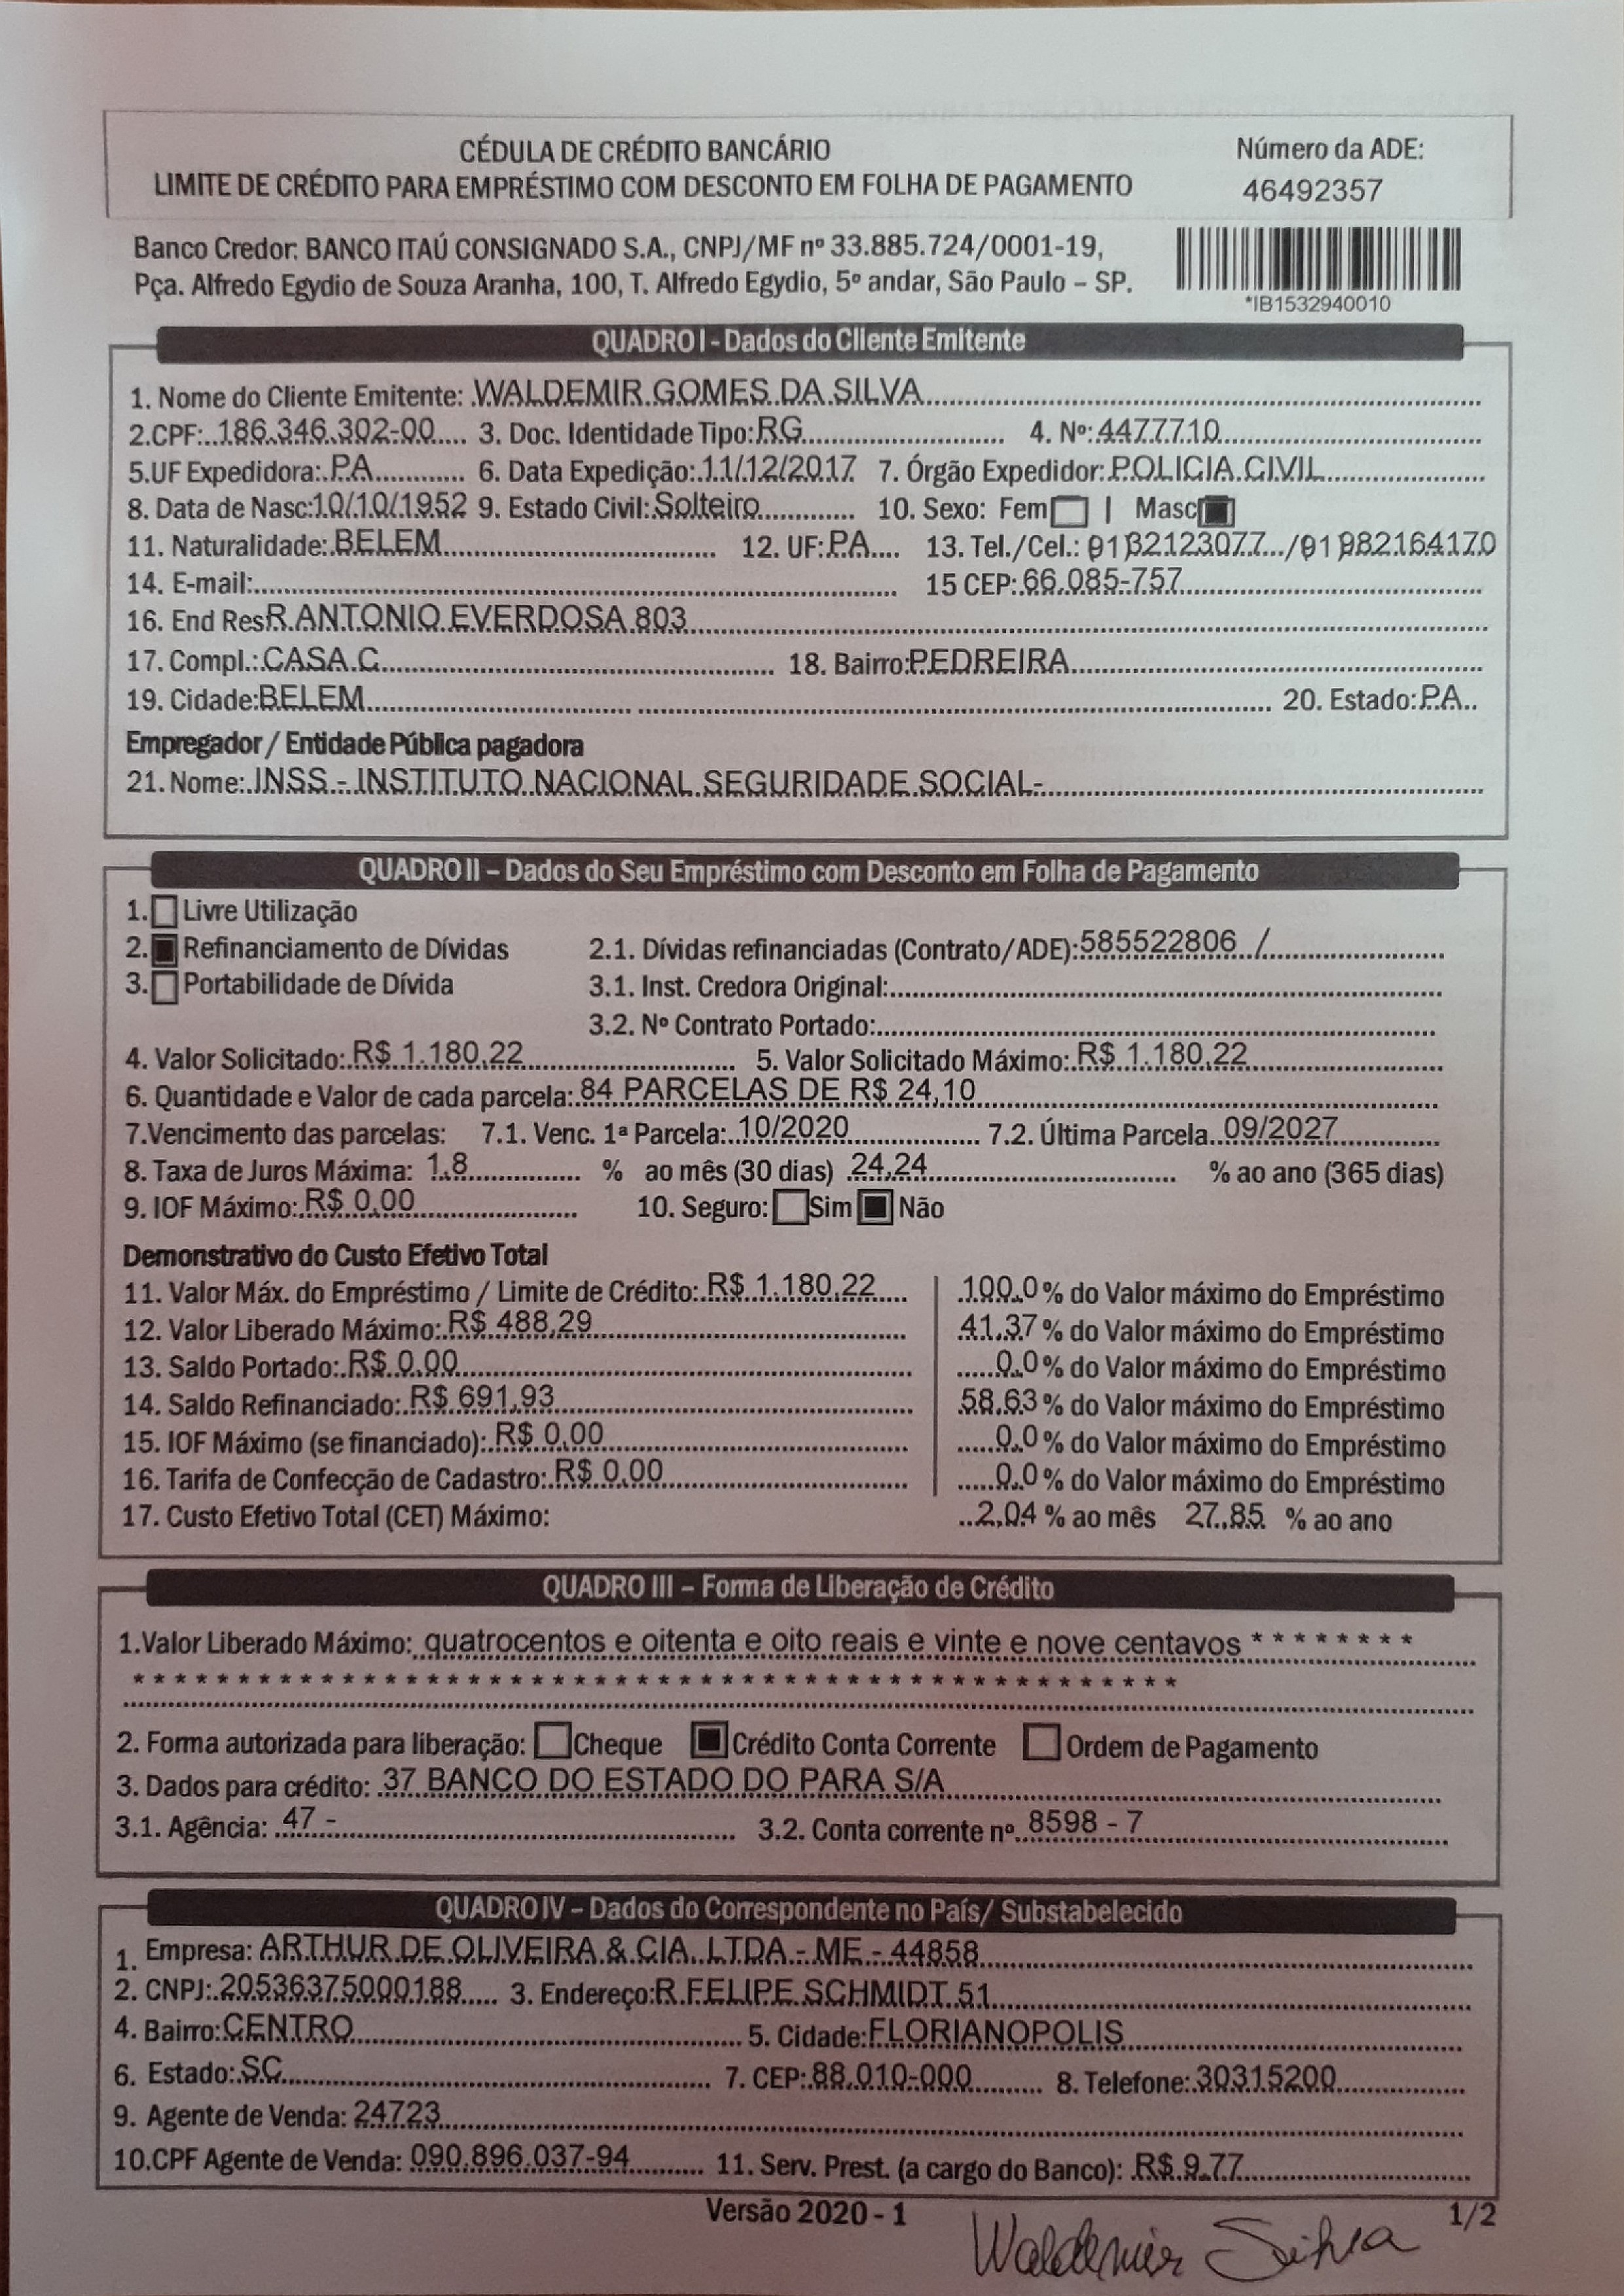 CÉDULA DE CRÉDITO BANCÁRIO
LIMITE DE CRÉDITO PARA EMPRÉSTIMO COM DESCONTO EM FOLHA DE PAGAMENTO
Número da ADE:
46492357
Banco Credor: BANCO ITAÚ CONSIGNADO S.A., CNPJ/MF nº 33.885.724/0001-19,
Pça. Alfredo Egydio de Souza Aranha, 100, T. Alfredo Egydio, 5º andar, São Paulo – SP.
*IB1532940010
QUADRO I - Dados do Cliente Emitente
1. Nome do Cliente Emitente: WALDEMIR GOMES DA SILVA
2.CPF: 186.346.302-00 3. Doc. Identidade Tipo: RG 4. Nº: 4477710
5.UF Expedidora: PA 6. Data Expedição: 11/12/2017 7. Órgão Expedidor: POLICIA CIVIL
8. Data de Nasc: 10/10/1952 9. Estado Civil: Solteiro 10. Sexo: Fem | Masc
11. Naturalidade: BELEM 12. UF: PA 13. Tel./Cel.: (91)32123077 /(91)982164170
14. E-mail: 15 CEP: 66.085-757
16. End Res R ANTONIO EVERDOSA 803
17. Compl.: CASA C 18. Bairro: PEDREIRA
19. Cidade: BELEM 20. Estado: PA
Empregador / Entidade Pública pagadora
21. Nome: INSS - INSTITUTO NACIONAL SEGURIDADE SOCIAL-
QUADRO II – Dados do Seu Empréstimo com Desconto em Folha de Pagamento
1. Livre Utilização
2. Refinanciamento de Dívidas 2.1. Dívidas refinanciadas (Contrato/ADE): 585522806 /
3. Portabilidade de Dívida 3.1. Inst. Credora Original:
3.2. Nº Contrato Portado:
4. Valor Solicitado: R$ 1.180,22 5. Valor Solicitado Máximo: R$ 1.180,22
6. Quantidade e Valor de cada parcela: 84 PARCELAS DE R$ 24,10
7.Vencimento das parcelas: 7.1. Venc. 1ª Parcela: 10/2020 7.2. Última Parcela 09/2027
8. Taxa de Juros Máxima: 1,8 % ao mês (30 dias) 24,24 % ao ano (365 dias)
9. IOF Máximo: R$ 0,00 10. Seguro: Sim Não
Demonstrativo do Custo Efetivo Total
11. Valor Máx. do Empréstimo / Limite de Crédito: R$ 1.180,22 100,0 % do Valor máximo do Empréstimo
12. Valor Liberado Máximo: R$ 488,29 41,37 % do Valor máximo do Empréstimo
13. Saldo Portado: R$ 0,00 0,0 % do Valor máximo do Empréstimo
14. Saldo Refinanciado: R$ 691,93 58,63 % do Valor máximo do Empréstimo
15. IOF Máximo (se financiado): R$ 0,00 0,0 % do Valor máximo do Empréstimo
16. Tarifa de Confecção de Cadastro: R$ 0,00 0,0 % do Valor máximo do Empréstimo
17. Custo Efetivo Total (CET) Máximo: 2,04 % ao mês 27,85 % ao ano
QUADRO III – Forma de Liberação de Crédito
1.Valor Liberado Máximo: quatrocentos e oitenta e oito reais e vinte e nove centavos * * * * * * * *
* * * * * * * * * * * * * * * * * * * * * * * * * * * * * * * * * * * * * * * * *
2. Forma autorizada para liberação: Cheque Crédito Conta Corrente Ordem de Pagamento
3. Dados para crédito: 37 BANCO DO ESTADO DO PARA S/A
3.1. Agência: 47 - 3.2. Conta corrente nº 8598 - 7
QUADRO IV – Dados do Correspondente no País/ Substabelecido
1. Empresa: ARTHUR DE OLIVEIRA & CIA. LTDA - ME - 44858
2. CNPJ: 20536375000188 3. Endereço: R FELIPE SCHMIDT 51
4. Bairro: CENTRO 5. Cidade: FLORIANOPOLIS
6. Estado: SC 7. CEP: 88.010-000 8. Telefone: 30315200
9. Agente de Venda: 24723
10.CPF Agente de Venda: 090.896.037-94 11. Serv. Prest. (a cargo do Banco): R$ 9,77
Versão 2020 - 1
1/2
Waldemir Silva